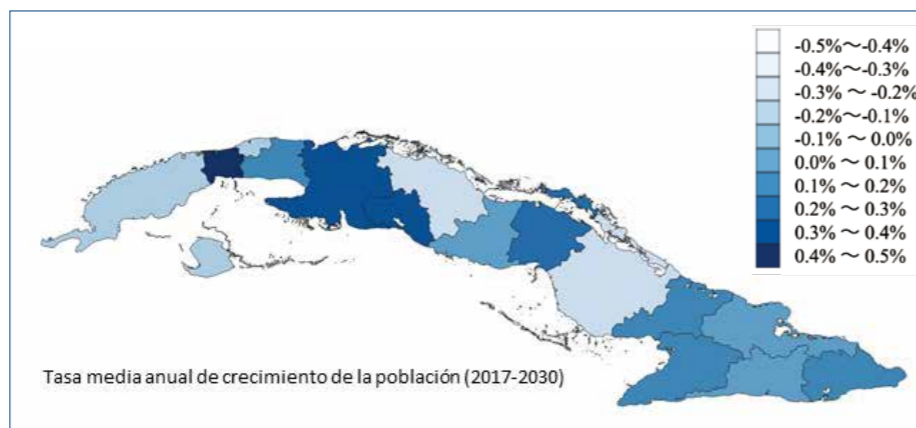 -0.5%～-0.4%
-0.4%～-0.3%
-0.3% ～ -0.2%
-0.2%～-0.1%
-0.1% ～ 0.0%
0.0% ～ 0.1%
0.1% ～ 0.2%
0.2% ～ 0.3%
0.3% ～ 0.4%
0.4% ～ 0.5%
Tasa media anual de crecimiento de la población (2017-2030)